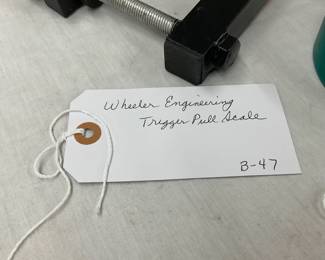 Wheeler Engineering
Trigger Pull Scale
B-47